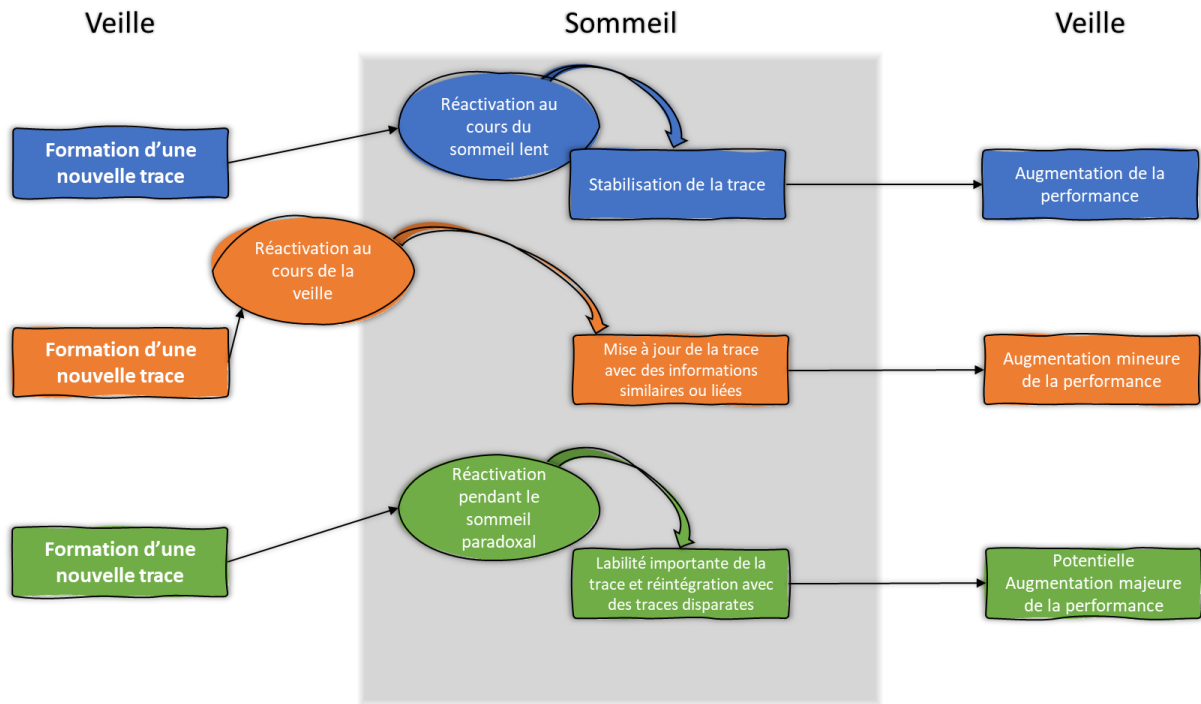 Veille
Sommeil
Veille
Formation d’une
nouvelle trace
Réactivation au
cours du
sommeil lent
Stabilisation de la trace
Augmentation de la
performance
Réactivation au
cours de la
veille
Formation d’une
nouvelle trace
Mise à jour de la trace
avec des informations
similaires ou liées
Augmentation mineure
de la performance
Réactivation
pendant le
sommeil
paradoxal
Formation d’une
nouvelle trace
Labilité importante de la
trace et réintégration avec
des traces disparates
Potentielle
Augmentation majeure
de la performance